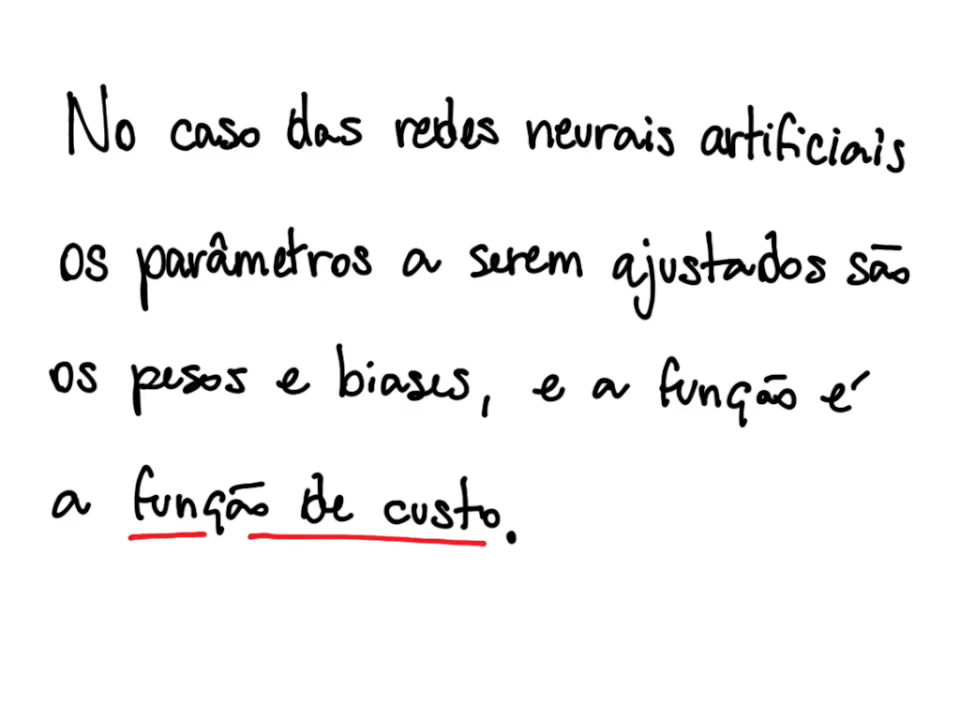 No caso das redes neurais artificiais
os parâmetros a serem ajustados são
os pesos e biases, e a função é
a função de custo.